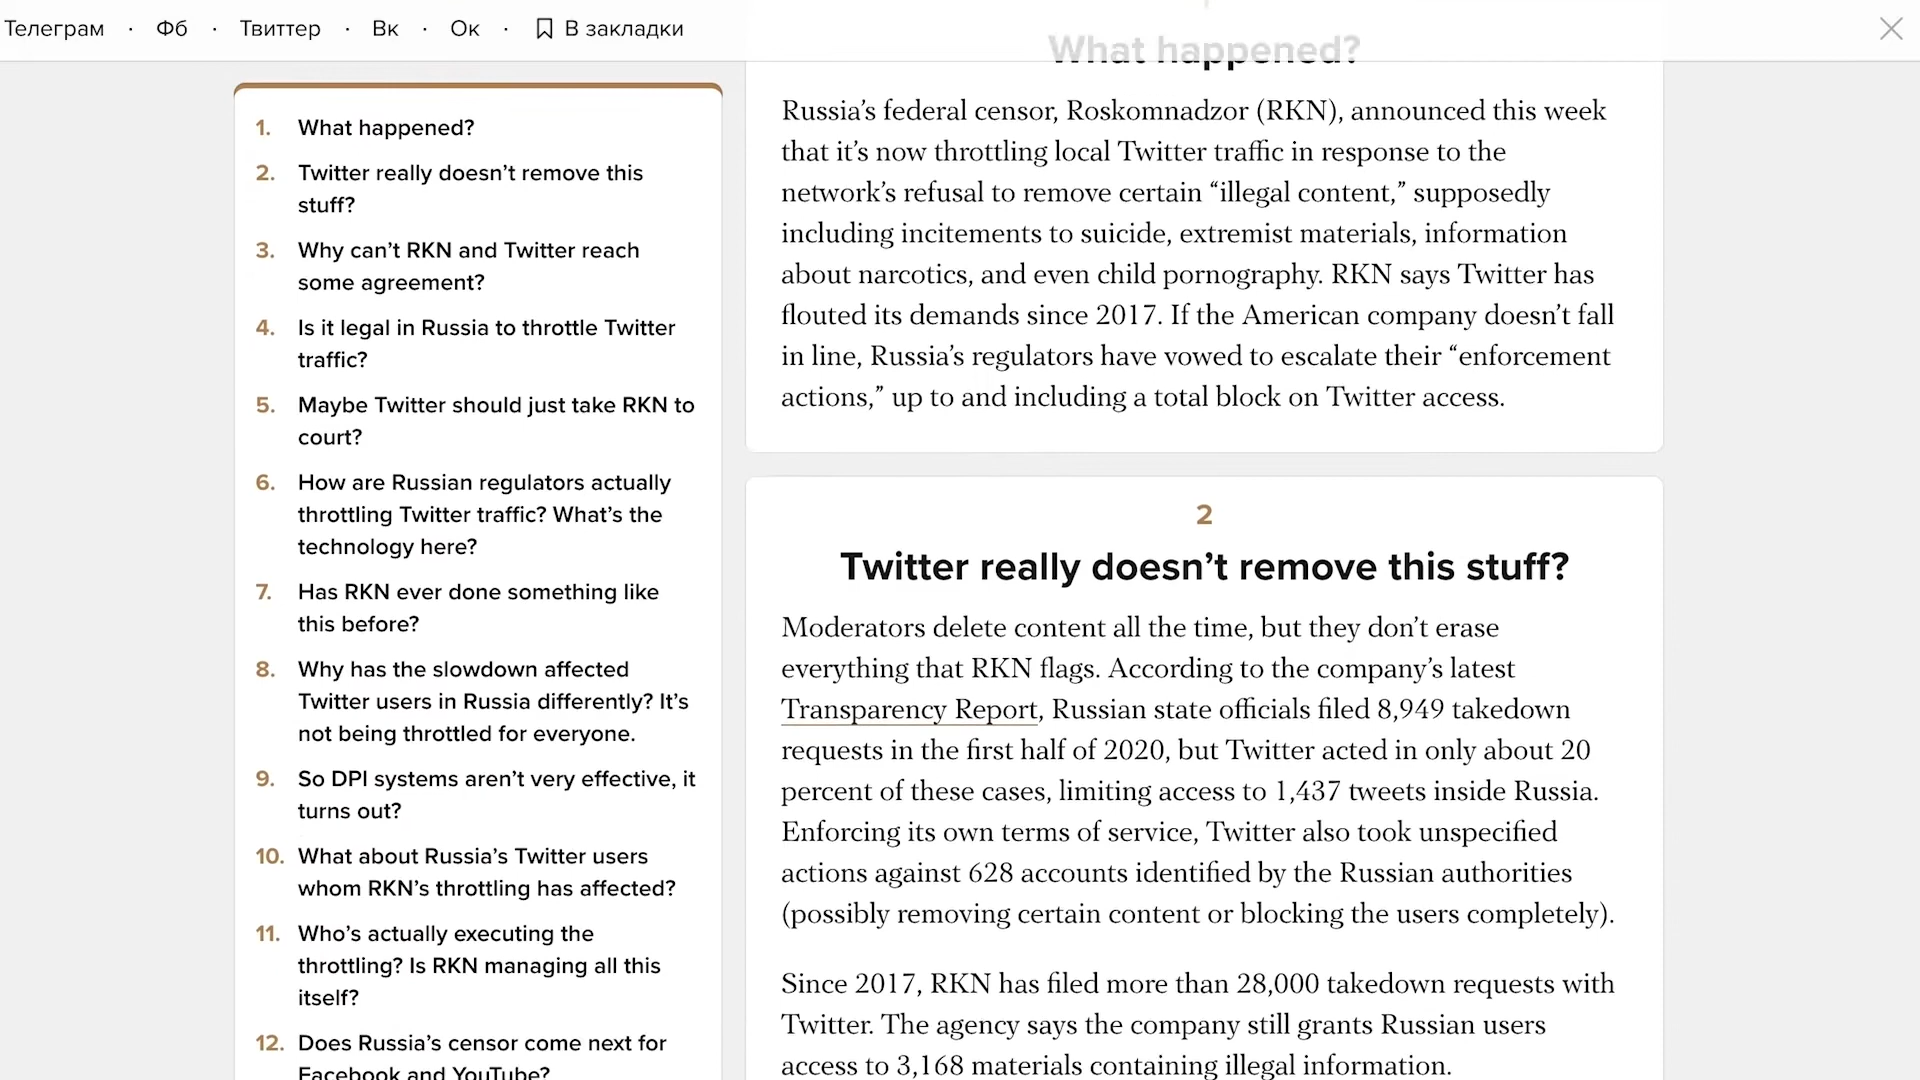 Телеграм · Фб · Твиттер · Вк · Ок · В закладки
1. What happened?
2. Twitter really doesn’t remove this
stuff?
3. Why can’t RKN and Twitter reach
some agreement?
4. Is it legal in Russia to throttle Twitter
traffic?
5. Maybe Twitter should just take RKN to
court?
6. How are Russian regulators actually
throttling Twitter traffic? What’s the
technology here?
7. Has RKN ever done something like
this before?
8. Why has the slowdown affected
Twitter users in Russia differently? It’s
not being throttled for everyone.
9. So DPI systems aren’t very effective, it
turns out?
10. What about Russia’s Twitter users
whom RKN’s throttling has affected?
11. Who’s actually executing the
throttling? Is RKN managing all this
itself?
12. Does Russia’s censor come next for
Facebook and YouTube?
What happened?
Russia’s federal censor, Roskomnadzor (RKN), announced this week
that it’s now throttling local Twitter traffic in response to the
network’s refusal to remove certain “illegal content,” supposedly
including incitements to suicide, extremist materials, information
about narcotics, and even child pornography. RKN says Twitter has
flouted its demands since 2017. If the American company doesn’t fall
in line, Russia’s regulators have vowed to escalate their “enforcement
actions,” up to and including a total block on Twitter access.
2
Twitter really doesn’t remove this stuff?
Moderators delete content all the time, but they don’t erase
everything that RKN flags. According to the company’s latest
Transparency Report, Russian state officials filed 8,949 takedown
requests in the first half of 2020, but Twitter acted in only about 20
percent of these cases, limiting access to 1,437 tweets inside Russia.
Enforcing its own terms of service, Twitter also took unspecified
actions against 628 accounts identified by the Russian authorities
(possibly removing certain content or blocking the users completely).
Since 2017, RKN has filed more than 28,000 takedown requests with
Twitter. The agency says the company still grants Russian users
access to 3,168 materials containing illegal information.